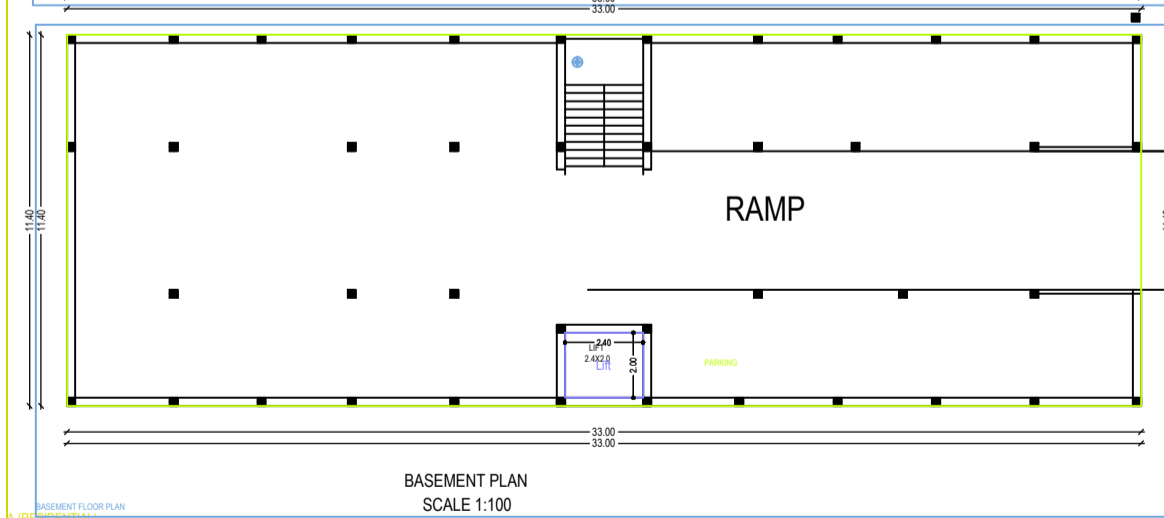 33.00
11.40
11.40
RAMP
2.40
LIFT
2.4X2.0
Lift
2.00
PARKING
33.00
33.00
BASEMENT PLAN
SCALE 1:100
BASEMENT FLOOR PLAN